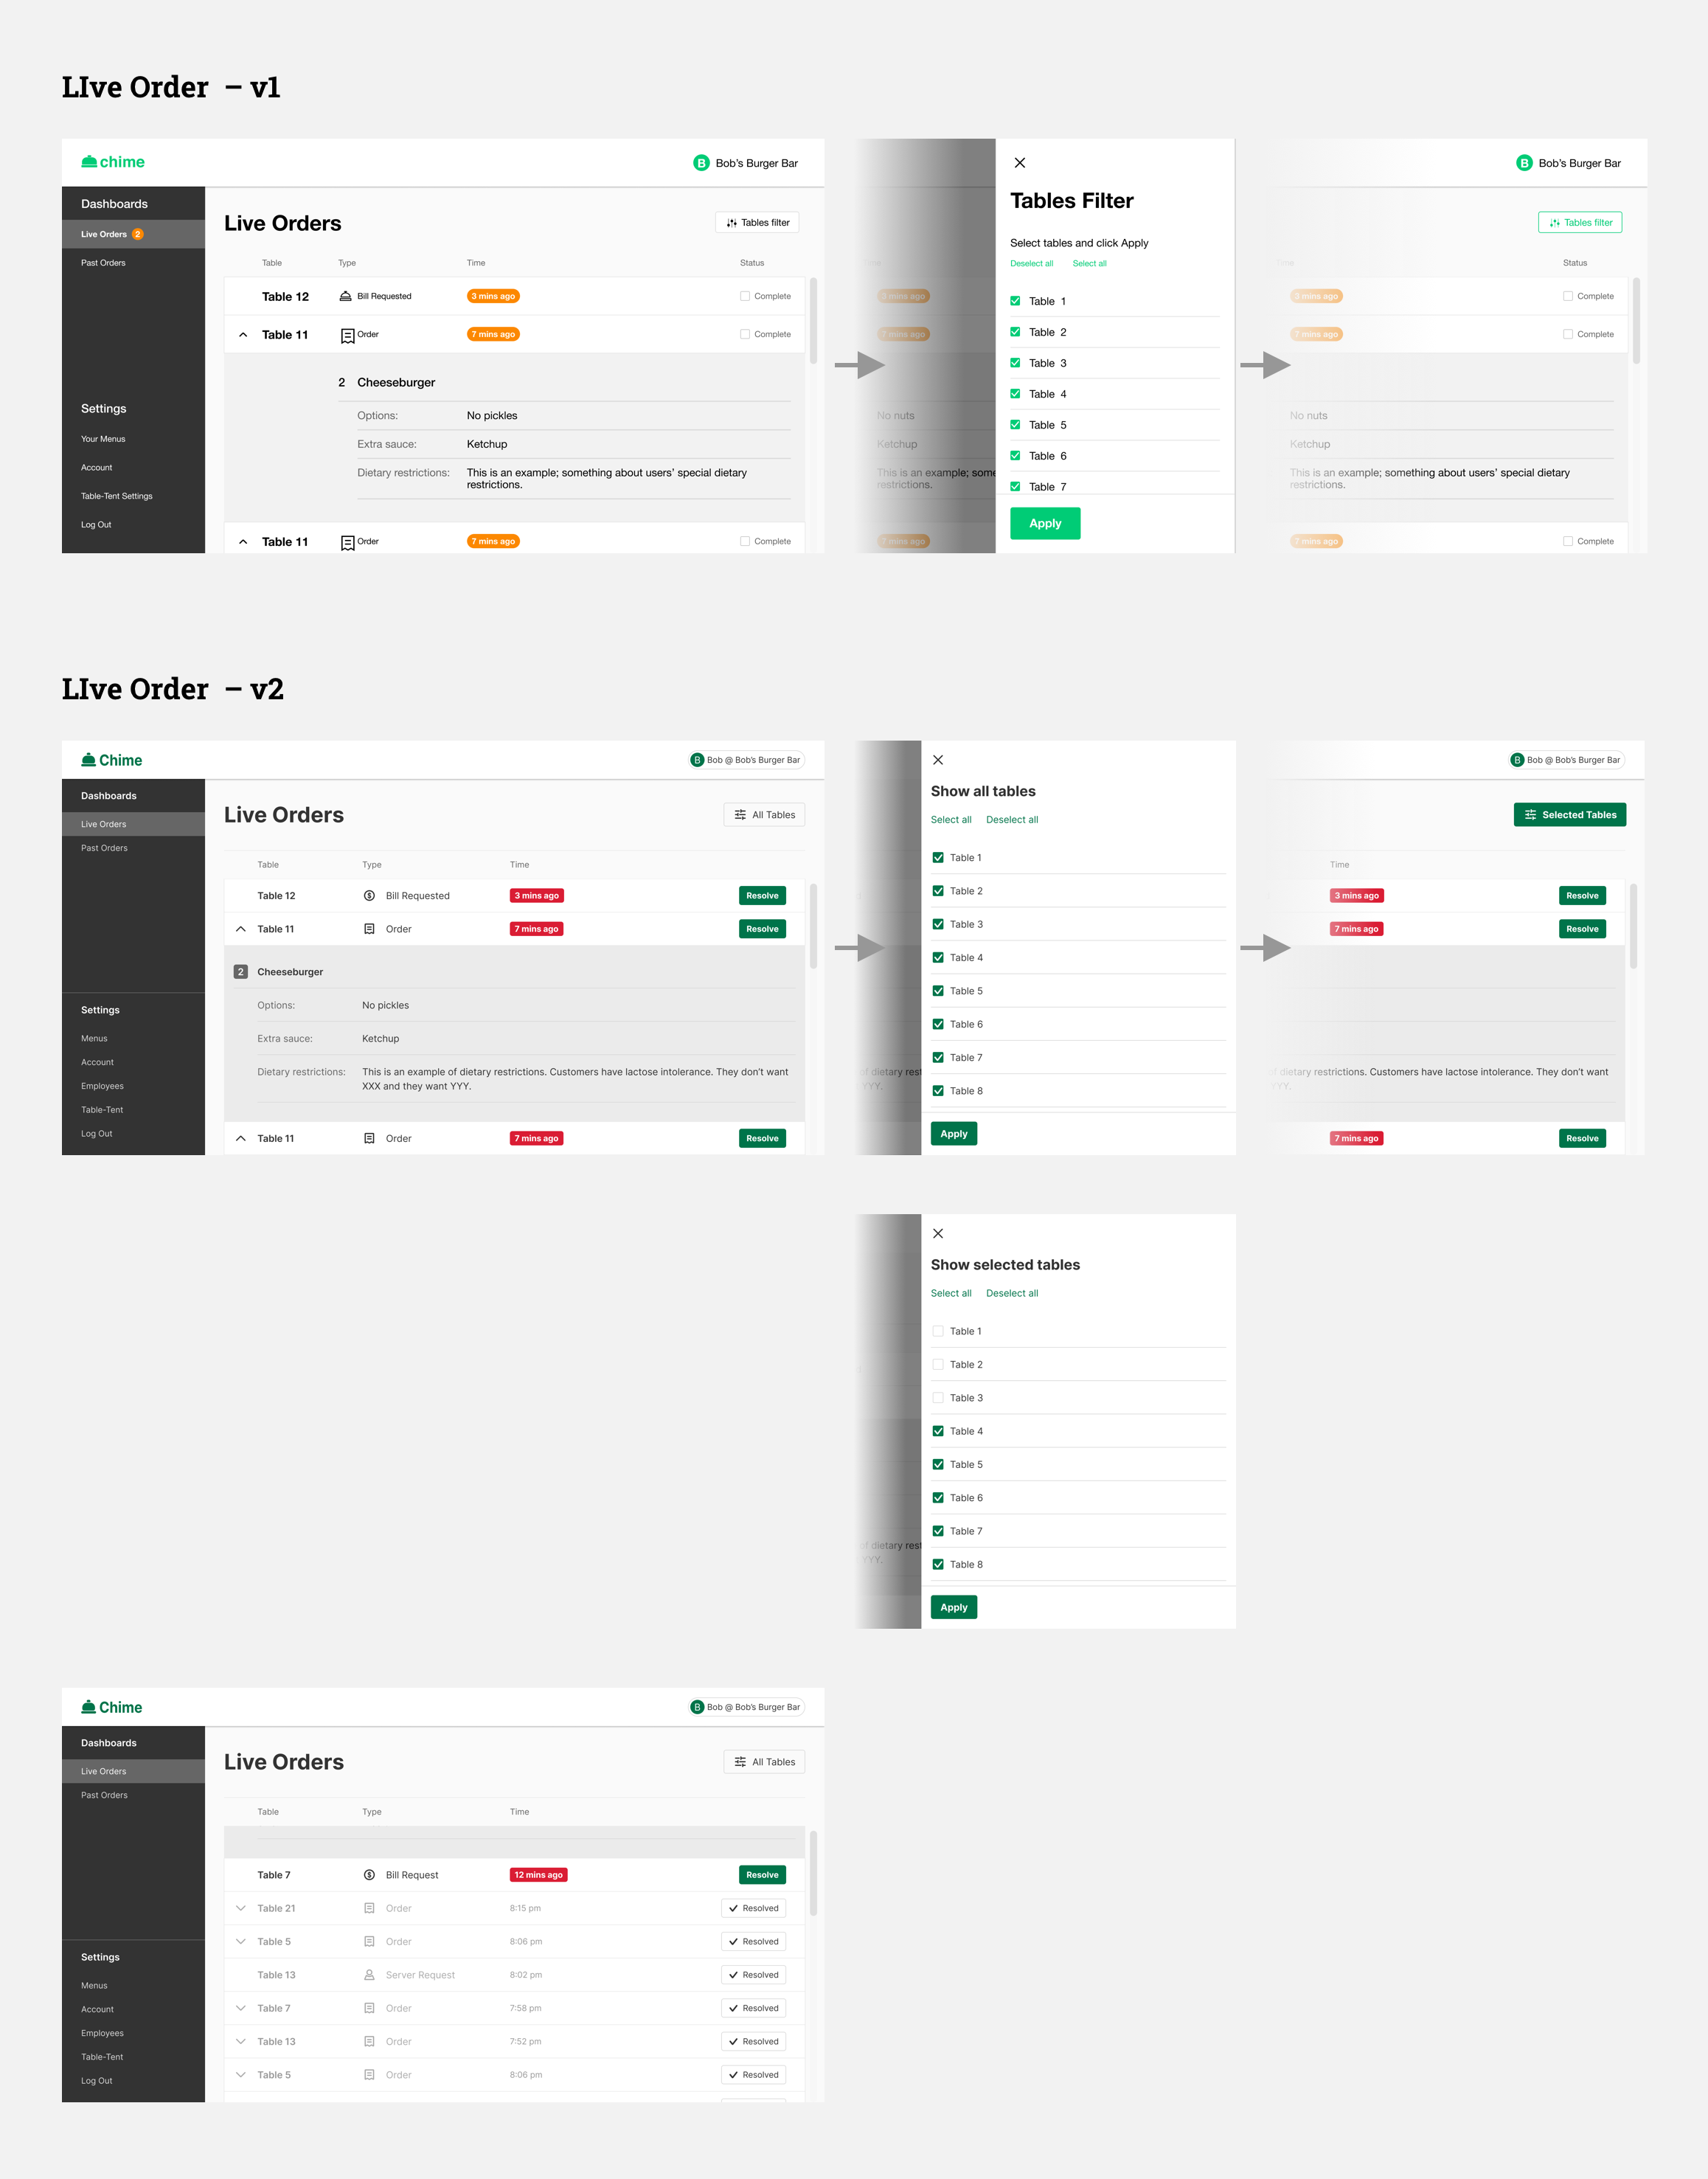 LIve Order – v1
chime
B Bob's Burger Bar
Dashboards
Live Orders 2
Past Orders
Settings
Your Menus
Account
Table-Tent Settings
Log Out
Live Orders
Tables filter
Table Type Time Status
Table 12 Bill Requested 3 mins ago Complete
Table 11 Order 7 mins ago Complete
2 Cheeseburger
Options: No pickles
Extra sauce: Ketchup
Dietary restrictions: This is an example; something about users' special dietary
restrictions.
Table 11 Order 7 mins ago Complete
Time
3 mins ago
7 mins ago
No nuts
Ketchup
This is an example; some
restrictions.
7 mins ago
Tables Filter
Select tables and click Apply
Deselect all Select all
Table 1
Table 2
Table 3
Table 4
Table 5
Table 6
Table 7
Apply
B Bob's Burger Bar
Tables filter
Time Status
3 mins ago Complete
7 mins ago Complete
No nuts
Ketchup
This is an example; something about users' special dietary
restrictions.
7 mins ago Complete
LIve Order – v2
Chime
B Bob @ Bob's Burger Bar
Dashboards
Live Orders
Past Orders
Settings
Menus
Account
Employees
Table-Tent
Log Out
Live Orders
All Tables
Table Type Time
Table 12 Bill Requested 3 mins ago Resolve
Table 11 Order 7 mins ago Resolve
2 Cheeseburger
Options: No pickles
Extra sauce: Ketchup
Dietary restrictions: This is an example of dietary restrictions. Customers have lactose intolerance. They don't want
XXX and they want YYY.
Table 11 Order 7 mins ago Resolve
of dietary rest
YYY.
Show all tables
Select all Deselect all
Table 1
Table 2
Table 3
Table 4
Table 5
Table 6
Table 7
Table 8
Apply
B Bob @ Bob's Burger Bar
Selected Tables
Time
3 mins ago Resolve
7 mins ago Resolve
of dietary restrictions. Customers have lactose intolerance. They don't want
YYY.
7 mins ago Resolve
of dietary rest
YYY.
Show selected tables
Select all Deselect all
Table 1
Table 2
Table 3
Table 4
Table 5
Table 6
Table 7
Table 8
Apply
Chime
B Bob @ Bob's Burger Bar
Dashboards
Live Orders
Past Orders
Settings
Menus
Account
Employees
Table-Tent
Log Out
Live Orders
All Tables
Table Type Time
Table 7 Bill Request 12 mins ago Resolve
Table 21 Order 8:15 pm Resolved
Table 5 Order 8:06 pm Resolved
Table 13 Server Request 8:02 pm Resolved
Table 7 Order 7:58 pm Resolved
Table 13 Order 7:52 pm Resolved
Table 5 Order 8:06 pm Resolved